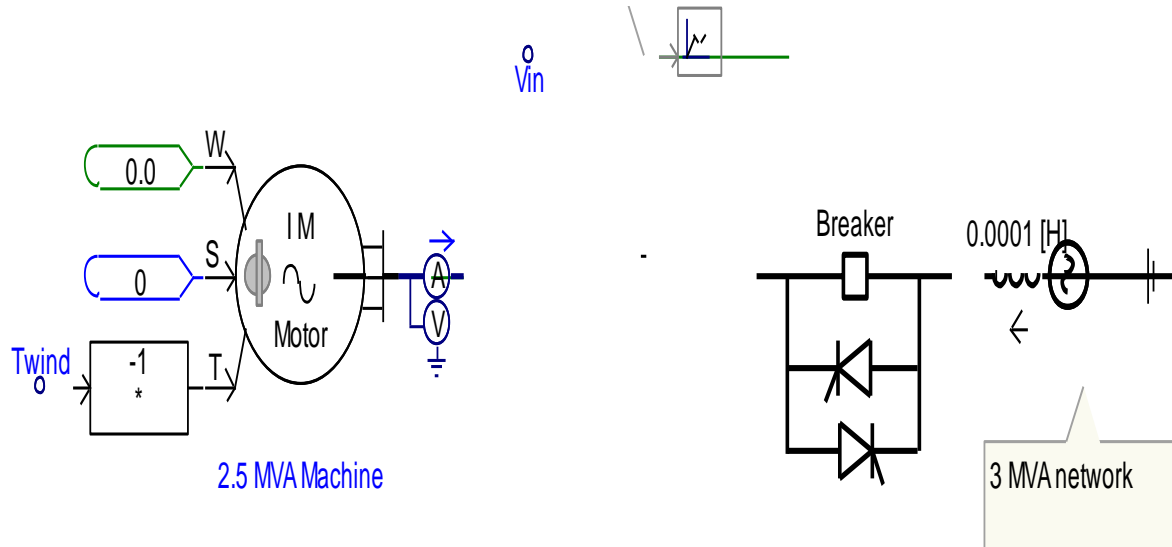 Vin
W
0.0
IM
Breaker
0.0001 [H]
S
0
A
Motor
V
Twind
-1
*
T
2.5 MVA Machine
3 MVA network